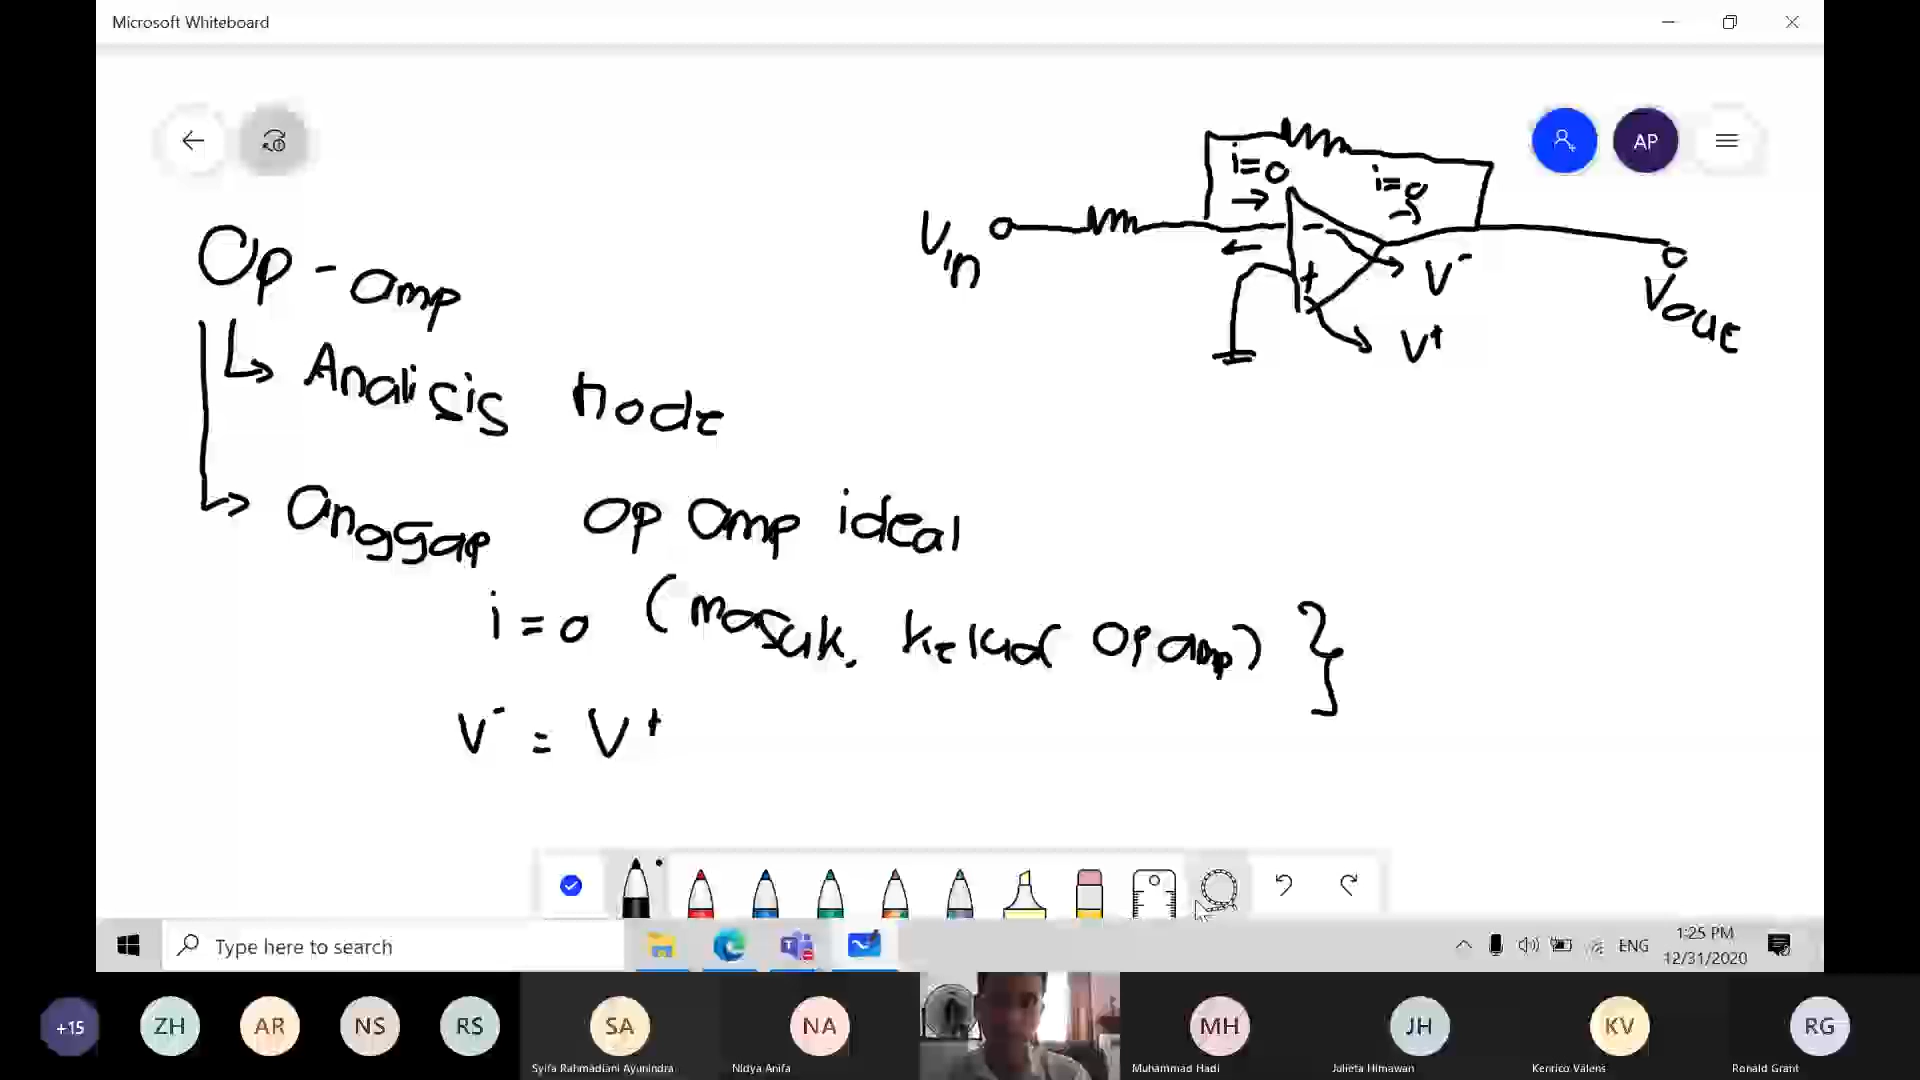 Microsoft Whiteboard
AP
i=0
i=0
Vin
-
+
V-
V+
Vout
Op-amp
Analisis node
anggap op amp ideal
i=0 (masuk, keluar op amp)
V- = V+
Type here to search
ENG
1:25 PM
12/31/2020
+15
ZH
AR
NS
RS
SA
Syifa Rahmadiani Ayunindra
NA
Nidya Anifa
MH
Muhammad Hadi
JH
Julieta Himawan
KV
Kenrico Valens
RG
Ronald Grant